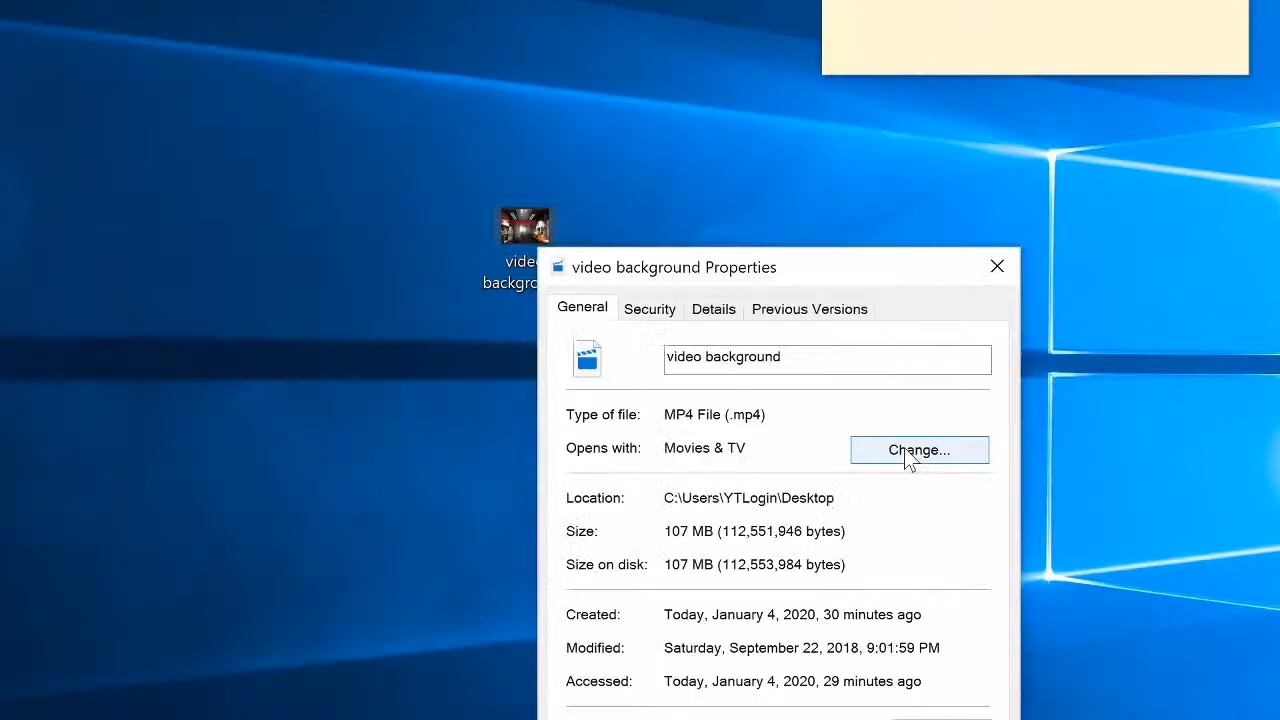 video
backgro
video background Properties
General Security Details Previous Versions
video background
Type of file: MP4 File (.mp4)
Opens with: Movies & TV Change...
Location: C:\Users\YTLogin\Desktop
Size: 107 MB (112,551,946 bytes)
Size on disk: 107 MB (112,553,984 bytes)
Created: Today, January 4, 2020, 30 minutes ago
Modified: Saturday, September 22, 2018, 9:01:59 PM
Accessed: Today, January 4, 2020, 29 minutes ago